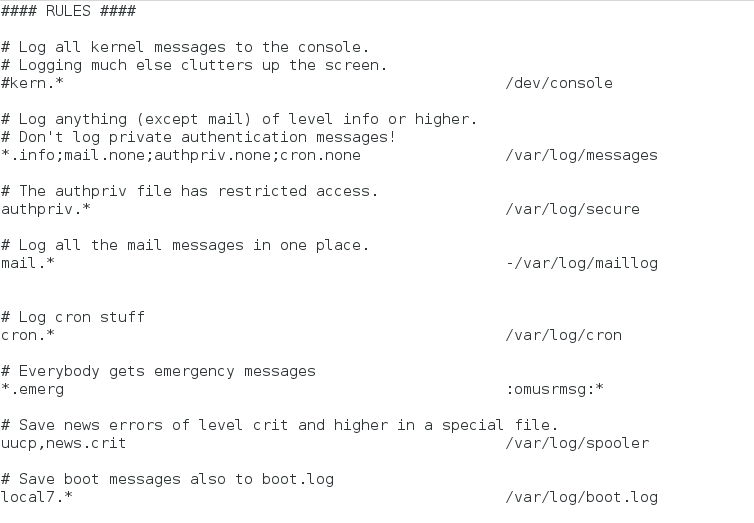 #### RULES ####
# Log all kernel messages to the console.
# Logging much else clutters up the screen.
#kern.*                                                 /dev/console
# Log anything (except mail) of level info or higher.
# Don't log private authentication messages!
*.info;mail.none;authpriv.none;cron.none                /var/log/messages
# The authpriv file has restricted access.
authpriv.*                                              /var/log/secure
# Log all the mail messages in one place.
mail.*                                                  -/var/log/maillog
# Log cron stuff
cron.*                                                  /var/log/cron
# Everybody gets emergency messages
*.emerg                                                 :omusrmsg:*
# Save news errors of level crit and higher in a special file.
uucp,news.crit                                          /var/log/spooler
# Save boot messages also to boot.log
local7.*                                                /var/log/boot.log